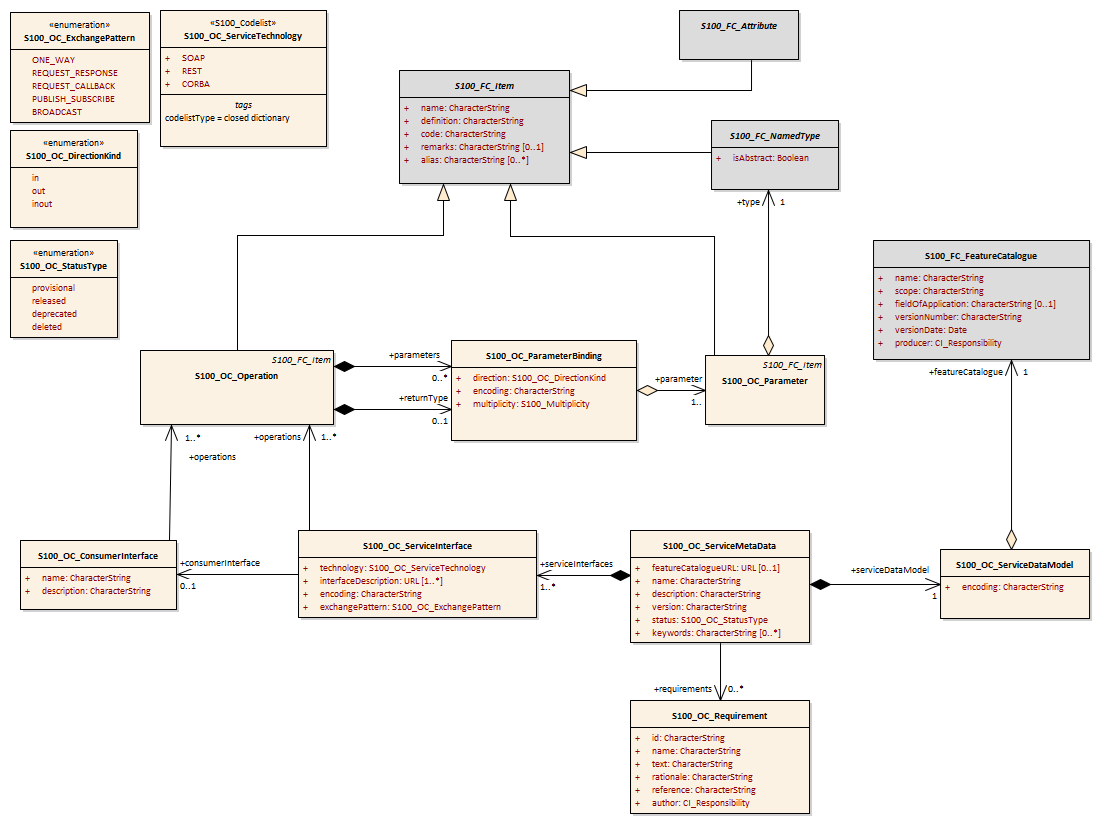 «enumeration»
S100_OC_ExchangePattern
ONE_WAY
REQUEST_RESPONSE
REQUEST_CALLBACK
PUBLISH_SUBSCRIBE
BROADCAST
«S100_Codelist»
S100_OC_ServiceTechnology
+ SOAP
+ REST
+ CORBA
tags
codelistType = closed dictionary
«enumeration»
S100_OC_DirectionKind
in
out
inout
«enumeration»
S100_OC_StatusType
provisional
released
deprecated
deleted
S100_FC_Attribute
S100_FC_Item
+ name: CharacterString
+ definition: CharacterString
+ code: CharacterString
+ remarks: CharacterString [0..1]
+ alias: CharacterString [0..*]
S100_FC_NamedType
+ isAbstract: Boolean
+type
1
S100_FC_FeatureCatalogue
+ name: CharacterString
+ scope: CharacterString
+ fieldOfApplication: CharacterString [0..1]
+ versionNumber: CharacterString
+ versionDate: Date
+ producer: CI_Responsibility
+featureCatalogue
1
S100_FC_Item
S100_OC_Operation
+parameters
0..*
+returnType
0..1
S100_OC_ParameterBinding
+ direction: S100_OC_DirectionKind
+ encoding: CharacterString
+ multiplicity: S100_Multiplicity
+parameter
1..
S100_FC_Item
S100_OC_Parameter
1..*
+operations
+operations
1..*
S100_OC_ConsumerInterface
+ name: CharacterString
+ description: CharacterString
+consumerInterface
0..1
S100_OC_ServiceInterface
+ technology: S100_OC_ServiceTechnology
+ interfaceDescription: URL [1..*]
+ encoding: CharacterString
+ exchangePattern: S100_OC_ExchangePattern
+serviceInterfaces
1..*
S100_OC_ServiceMetaData
+ featureCatalogueURL: URL [0..1]
+ name: CharacterString
+ description: CharacterString
+ version: CharacterString
+ status: S100_OC_StatusType
+ keywords: CharacterString [0..*]
+serviceDataModel
1
S100_OC_ServiceDataModel
+ encoding: CharacterString
+requirements
0..*
S100_OC_Requirement
+ id: CharacterString
+ name: CharacterString
+ text: CharacterString
+ rationale: CharacterString
+ reference: CharacterString
+ author: CI_Responsibility